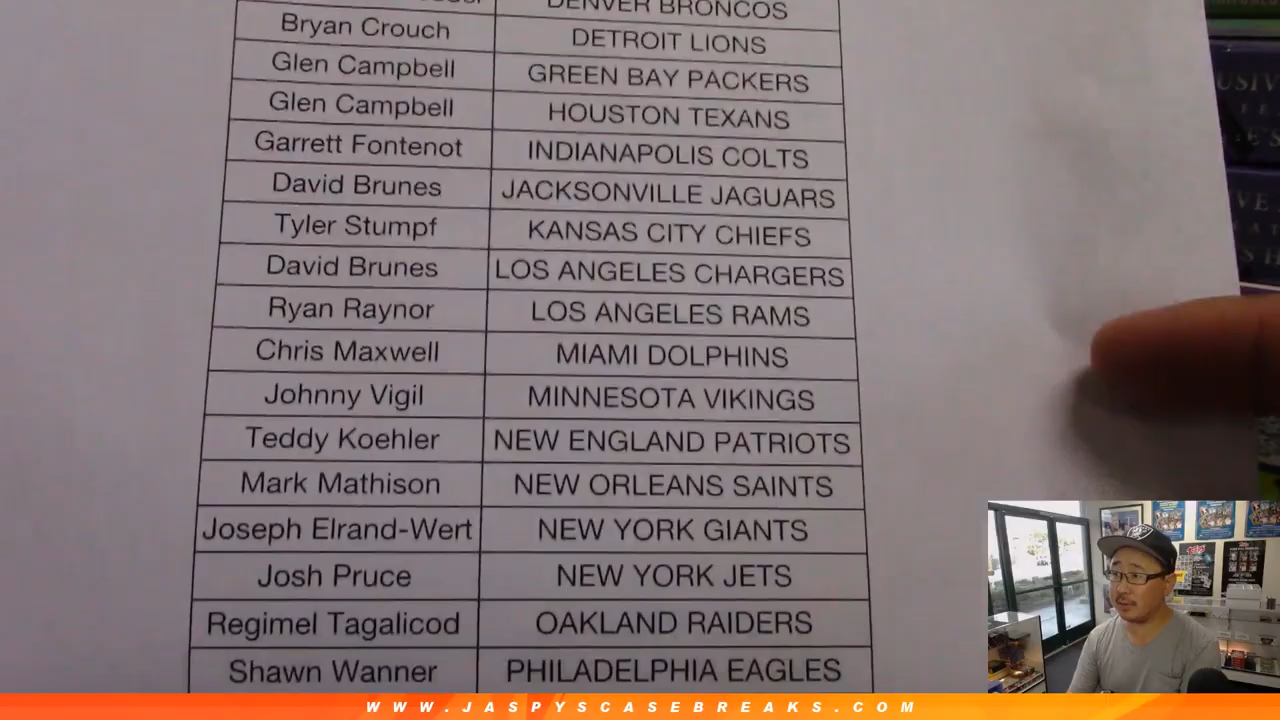 DENVER BRONCOS
Bryan Crouch DETROIT LIONS
Glen Campbell GREEN BAY PACKERS
Glen Campbell HOUSTON TEXANS
Garrett Fontenot INDIANAPOLIS COLTS
David Brunes JACKSONVILLE JAGUARS
Tyler Stumpf KANSAS CITY CHIEFS
David Brunes LOS ANGELES CHARGERS
Ryan Raynor LOS ANGELES RAMS
Chris Maxwell MIAMI DOLPHINS
Johnny Vigil MINNESOTA VIKINGS
Teddy Koehler NEW ENGLAND PATRIOTS
Mark Mathison NEW ORLEANS SAINTS
Joseph Elrand-Wert NEW YORK GIANTS
Josh Pruce NEW YORK JETS
Regimel Tagalicod OAKLAND RAIDERS
Shawn Wanner PHILADELPHIA EAGLES
WWW.JASPYSCASEBREAKS.COM